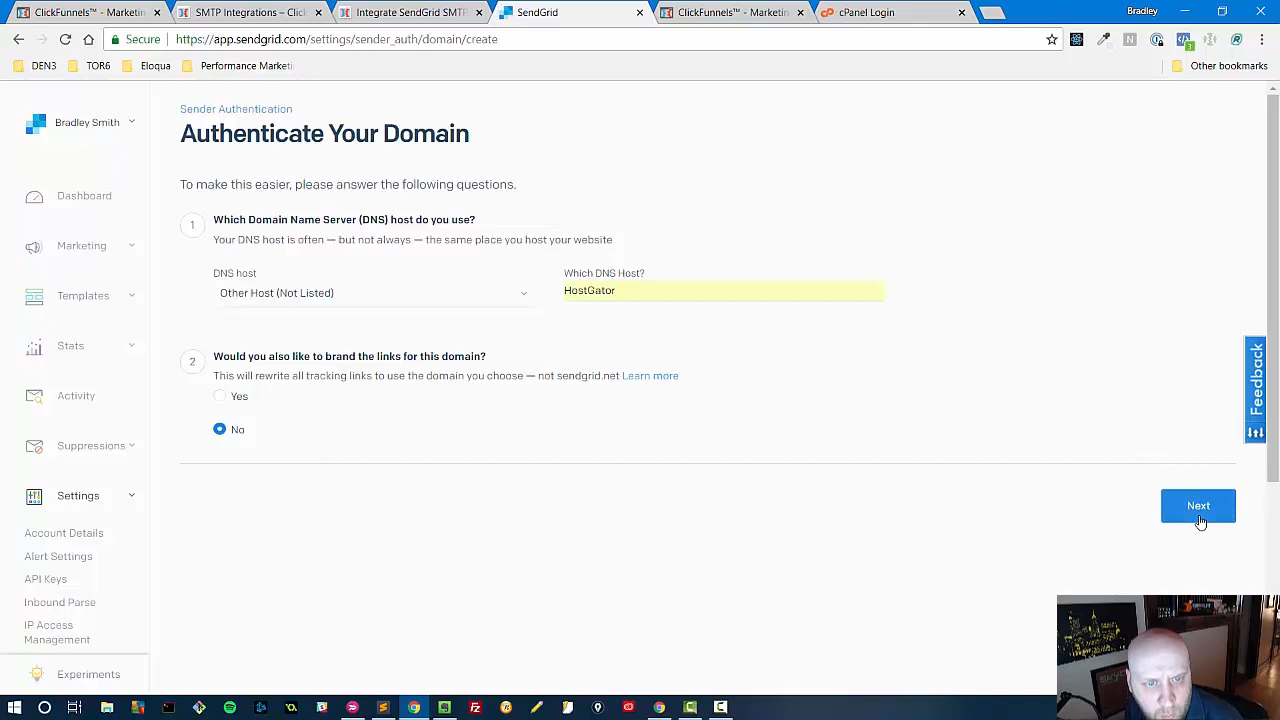 ClickFunnels™ - Marketin
SMTP Integrations – Click
Integrate SendGrid SMTP
SendGrid
ClickFunnels™ - Marketin
cPanel Login
Bradley
Secure
https://app.sendgrid.com/settings/sender_auth/domain/create
DEN3
TOR6
Eloqua
Performance Marketi
Other bookmarks
Bradley Smith
Dashboard
Marketing
Templates
Stats
Activity
Suppressions
Settings
Account Details
Alert Settings
API Keys
Inbound Parse
IP Access
Management
Experiments
Sender Authentication
Authenticate Your Domain
To make this easier, please answer the following questions.
1
Which Domain Name Server (DNS) host do you use?
Your DNS host is often — but not always — the same place you host your website
DNS host
Which DNS Host?
Other Host (Not Listed)
HostGator
2
Would you also like to brand the links for this domain?
This will rewrite all tracking links to use the domain you choose — not sendgrid.net Learn more
Yes
No
Next
Feedback